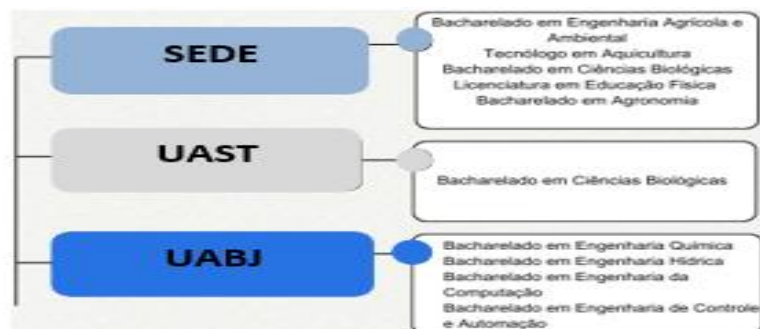 SEDE
Bacharelado em Engenharia Agrícola e
Ambiental
Tecnólogo em Aquicultura
Bacharelado em Ciências Biológicas
Licenciatura em Educação Física
Bacharelado em Agronomia
UAST
Bacharelado em Ciências Biológicas
UABJ
Bacharelado em Engenharia Química
Bacharelado em Engenharia Hídrica
Bacharelado em Engenharia da
Computação
Bacharelado em Engenharia de Controle
e Automação